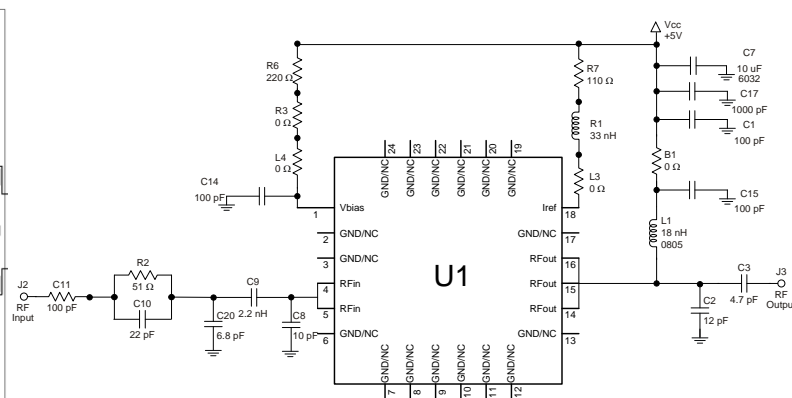 Vcc
+5V
C7
10 uF
6032
C17
1000 pF
C1
100 pF
R6
220 Ω
R7
110 Ω
R3
0 Ω
R1
33 nH
L4
0 Ω
L3
0 Ω
B1
0 Ω
C14
100 pF
C15
100 pF
L1
18 nH
0805
24
23
22
21
20
19
GND/NC
GND/NC
GND/NC
GND/NC
GND/NC
GND/NC
1
Vbias
Iref
18
2
GND/NC
GND/NC
17
3
GND/NC
RFout
16
4
RFin
RFout
15
5
RFin
RFout
14
6
GND/NC
GND/NC
13
U1
GND/NC
GND/NC
GND/NC
GND/NC
GND/NC
GND/NC
7
8
9
10
11
12
J2
RF
Input
C11
100 pF
R2
51 Ω
C10
22 pF
C20
6.8 pF
C9
2.2 nH
C8
10 pF
C2
12 pF
C3
4.7 pF
J3
RF
Output